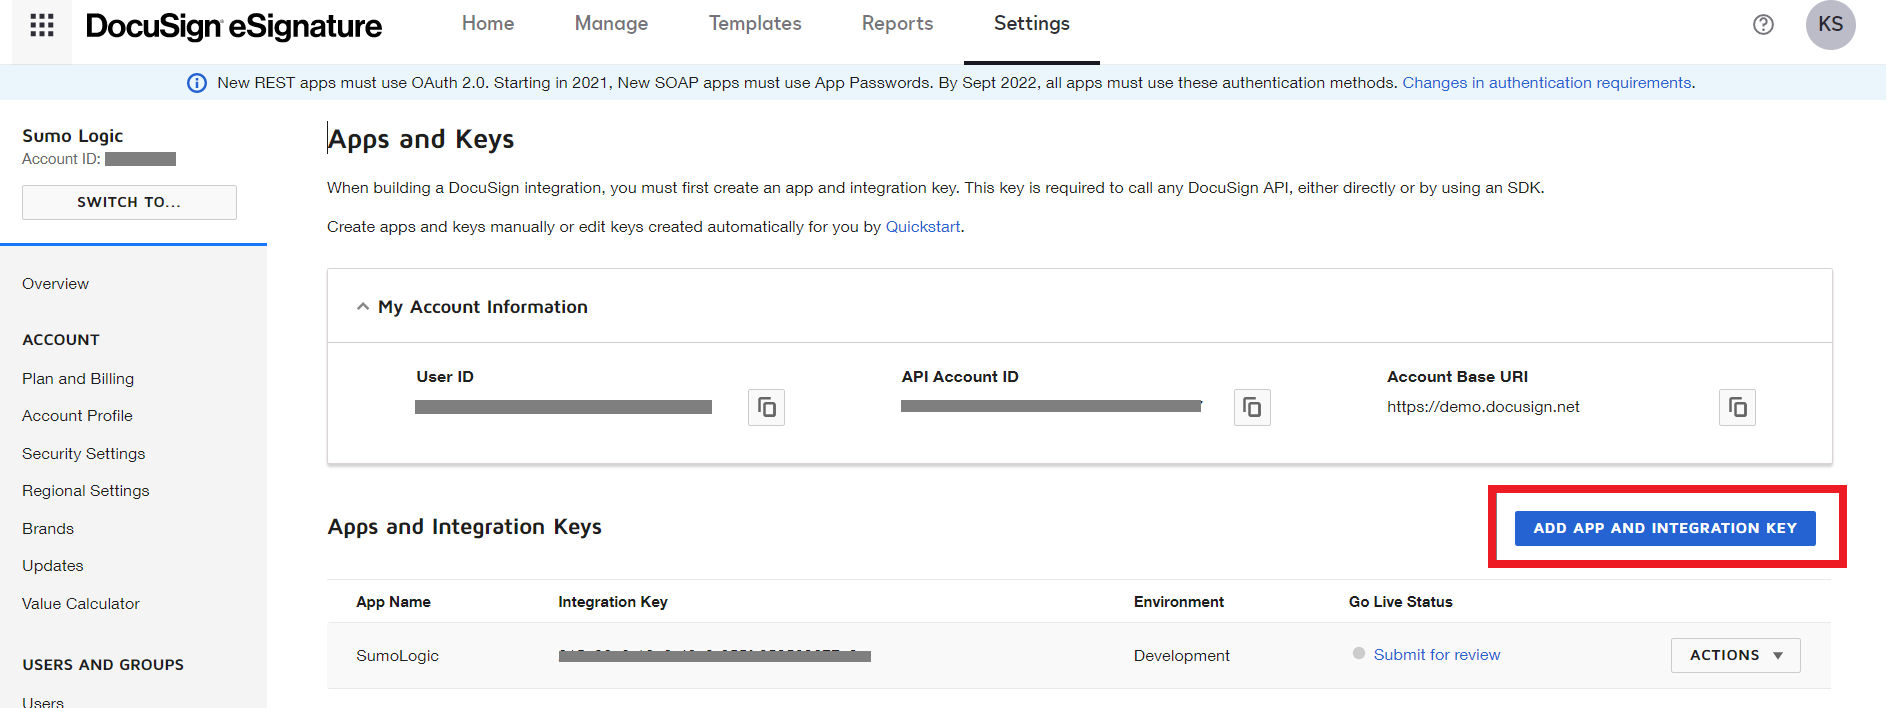 DocuSign eSignature
Home Manage Templates Reports Settings
KS
New REST apps must use OAuth 2.0. Starting in 2021, New SOAP apps must use App Passwords. By Sept 2022, all apps must use these authentication methods. Changes in authentication requirements.
Sumo Logic
Account ID:
SWITCH TO...
Overview
ACCOUNT
Plan and Billing
Account Profile
Security Settings
Regional Settings
Brands
Updates
Value Calculator
USERS AND GROUPS
Users
Apps and Keys
When building a DocuSign integration, you must first create an app and integration key. This key is required to call any DocuSign API, either directly or by using an SDK.
Create apps and keys manually or edit keys created automatically for you by Quickstart.
My Account Information
User ID API Account ID Account Base URI
https://demo.docusign.net
Apps and Integration Keys
ADD APP AND INTEGRATION KEY
App Name Integration Key Environment Go Live Status
SumoLogic Development Submit for review ACTIONS